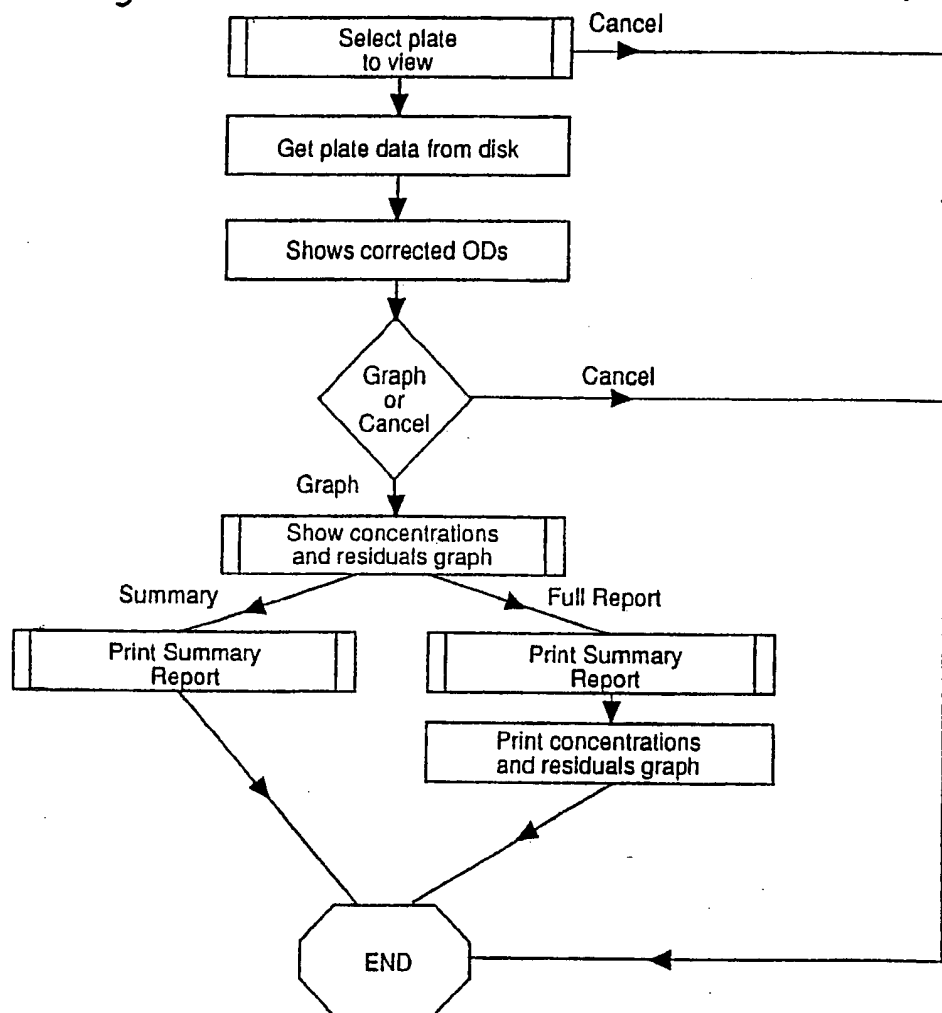 Cancel
Select plate
to view
Get plate data from disk
Shows corrected ODs
Graph
or
Cancel
Cancel
Graph
Show concentrations
and residuals graph
Summary
Full Report
Print Summary
Report
Print Summary
Report
Print concentrations
and residuals graph
END